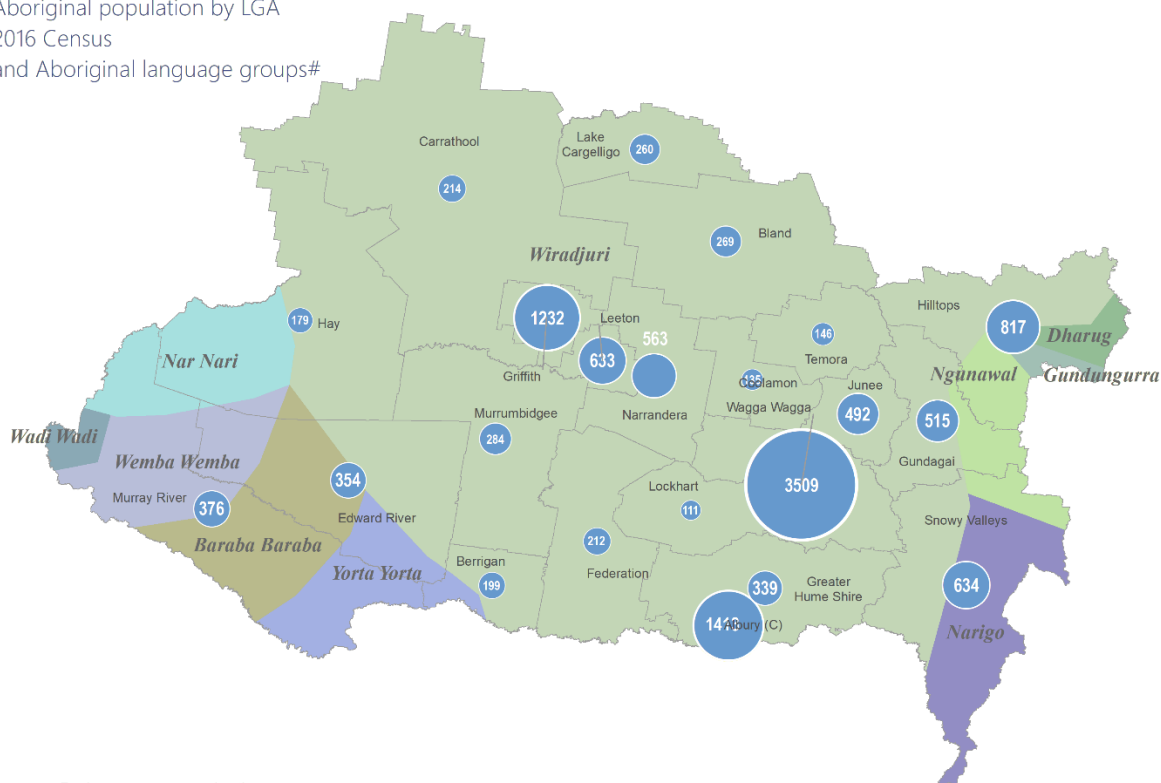 Aboriginal population by LGA
2016 Census
and Aboriginal language groups#
Carrathool
214
Lake
Cargelligo
260
Bland
269
Wiradjuri
Hilltops
817
Dharug
Gundungurra
Ngunawal
179
Hay
Nar Nari
1232
Griffith
Leeton
633
563
Narrandera
146
Temora
Coolamon
Junee
492
Wagga Wagga
3509
515
Gundagai
Murrumbidgee
284
Wadi Wadi
Wemba Wemba
Murray River
376
354
Edward River
Baraba Baraba
Yorta Yorta
Lockhart
111
212
Federation
Berrigan
199
339
Greater
Hume Shire
Albury (C)
Snowy Valleys
634
Narigo